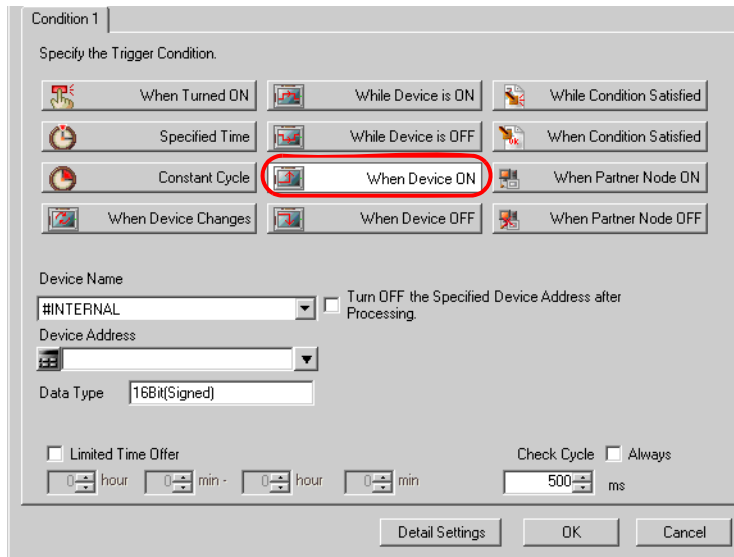 Condition 1
Specify the Trigger Condition.
When Turned ON
While Device is ON
While Condition Satisfied
Specified Time
While Device is OFF
When Condition Satisfied
OK
Constant Cycle
When Device ON
When Partner Node ON
When Device Changes
When Device OFF
When Partner Node OFF
Device Name
#INTERNAL
Turn OFF the Specified Device Address after
Processing.
Device Address
Data Type 16Bit(Signed)
Limited Time Offer
Check Cycle Always
0 hour 0 min - 0 hour 0 min
500 ms
Detail Settings OK Cancel